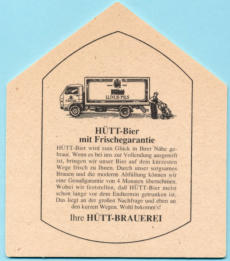 LUXUS PILS
HÜTT-Bier
mit Frischegarantie
HÜTT-Bier wird zum Glück in Ihrer Nähe ge-
braut. Wenn es bei uns zur Vollendung ausgereift
ist, bringen wir unser Bier auf dem kürzesten
Wege frisch zu Ihnen. Durch unser sorgsames
Brauen und die moderne Abfüllung können wir
eine Genußgarantie von 4 Monaten übernehmen.
Wobei wir feststellen, daß HÜTT-Bier meist
schon lange vor dem Endtermin getrunken ist.
Das liegt an der großen Nachfrage und eben an
den kurzen Wegen. Wohl bekomm's!
Ihre HÜTT-BRAUEREI